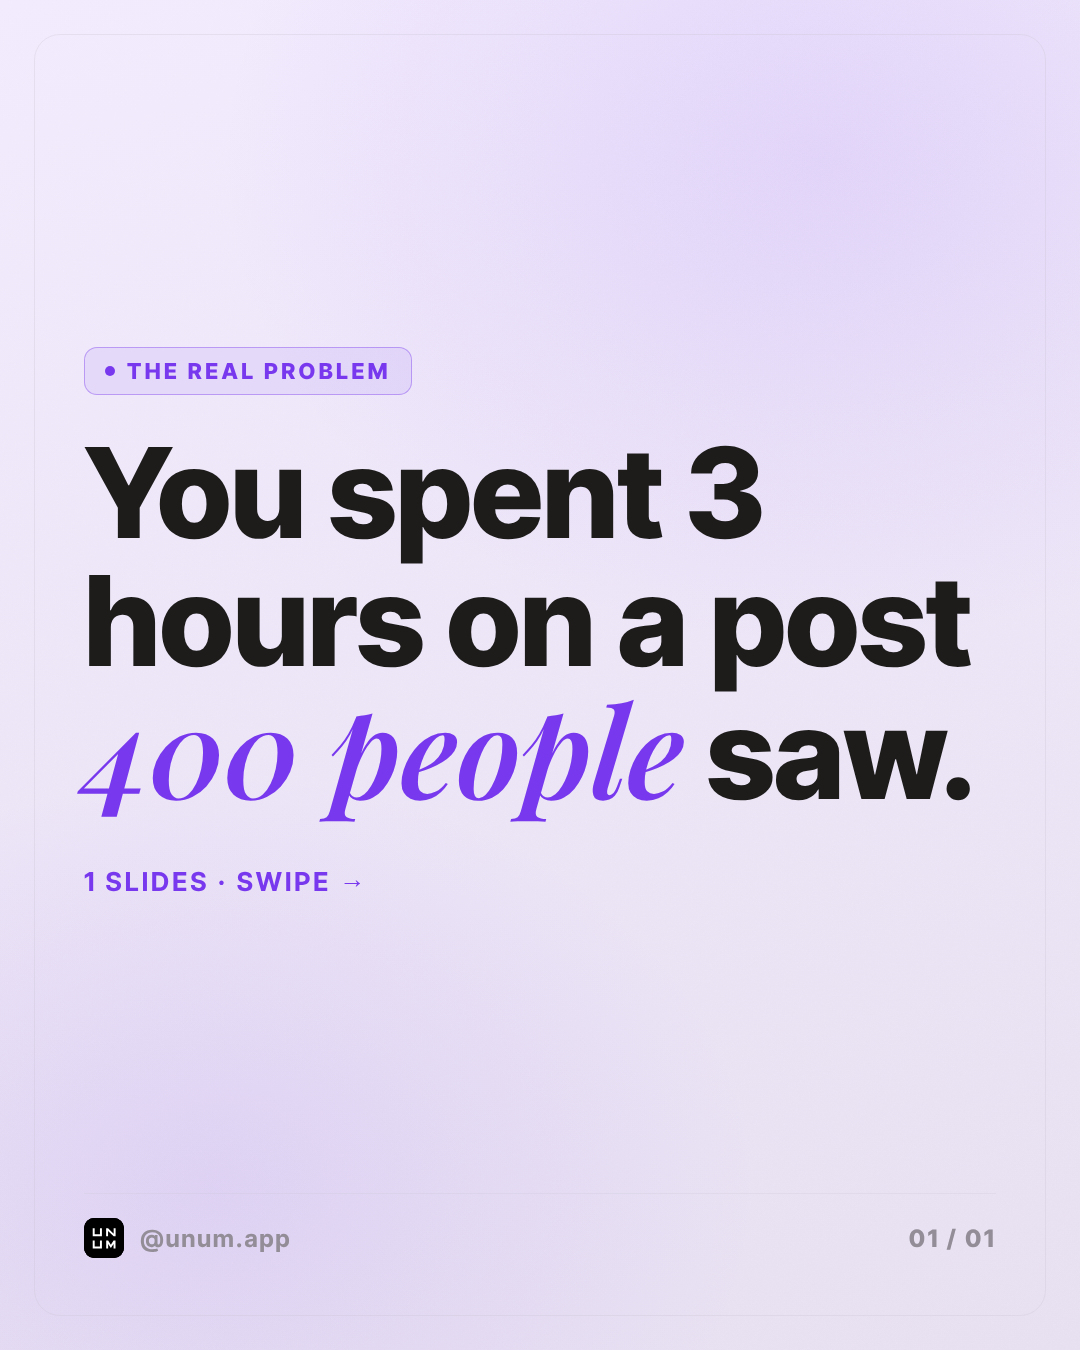 • THE REAL PROBLEM
You spent 3
hours on a post
400 people saw.
1 SLIDES · SWIPE →
UN
UM
@unum.app
01 / 01